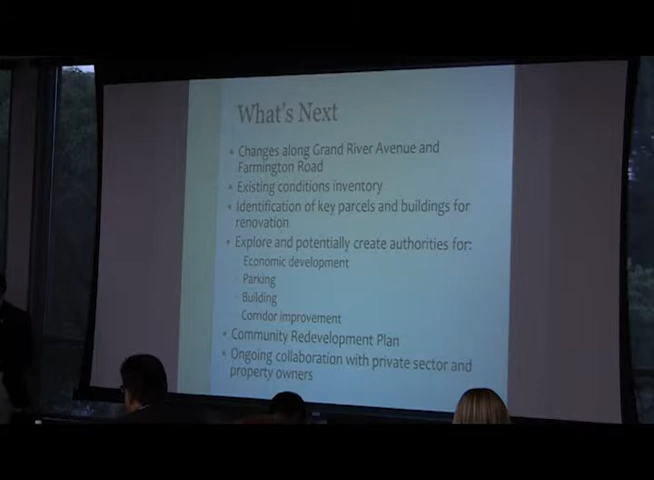 What's Next
• Changes along Grand River Avenue and
Farmington Road
• Existing conditions inventory
• Identification of key parcels and buildings for
renovation
• Explore and potentially create authorities for:
Economic development
Parking
Building
Corridor improvement
• Community Redevelopment Plan
• Ongoing collaboration with private sector and
property owners